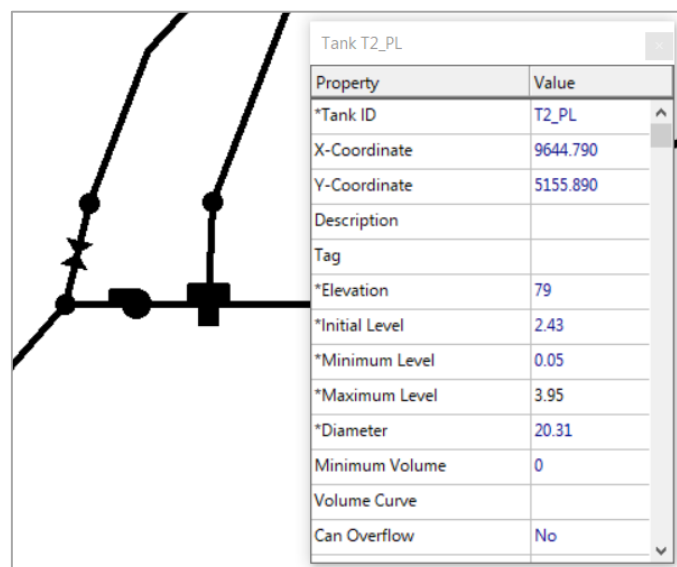 Tank T2_PL
Property Value
*Tank ID T2_PL
X-Coordinate 9644.790
Y-Coordinate 5155.890
Description
Tag
*Elevation 79
*Initial Level 2.43
*Minimum Level 0.05
*Maximum Level 3.95
*Diameter 20.31
Minimum Volume 0
Volume Curve
Can Overflow No